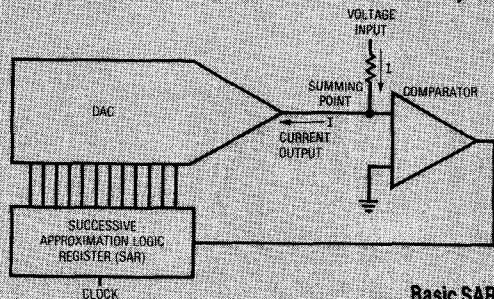 VOLTAGE
INPUT
I
SUMMING
POINT
COMPARATOR
DAC
I
CURRENT
OUTPUT
SUCCESSIVE
APPROXIMATION LOGIC
REGISTER (SAR)
CLOCK
Basic SAR